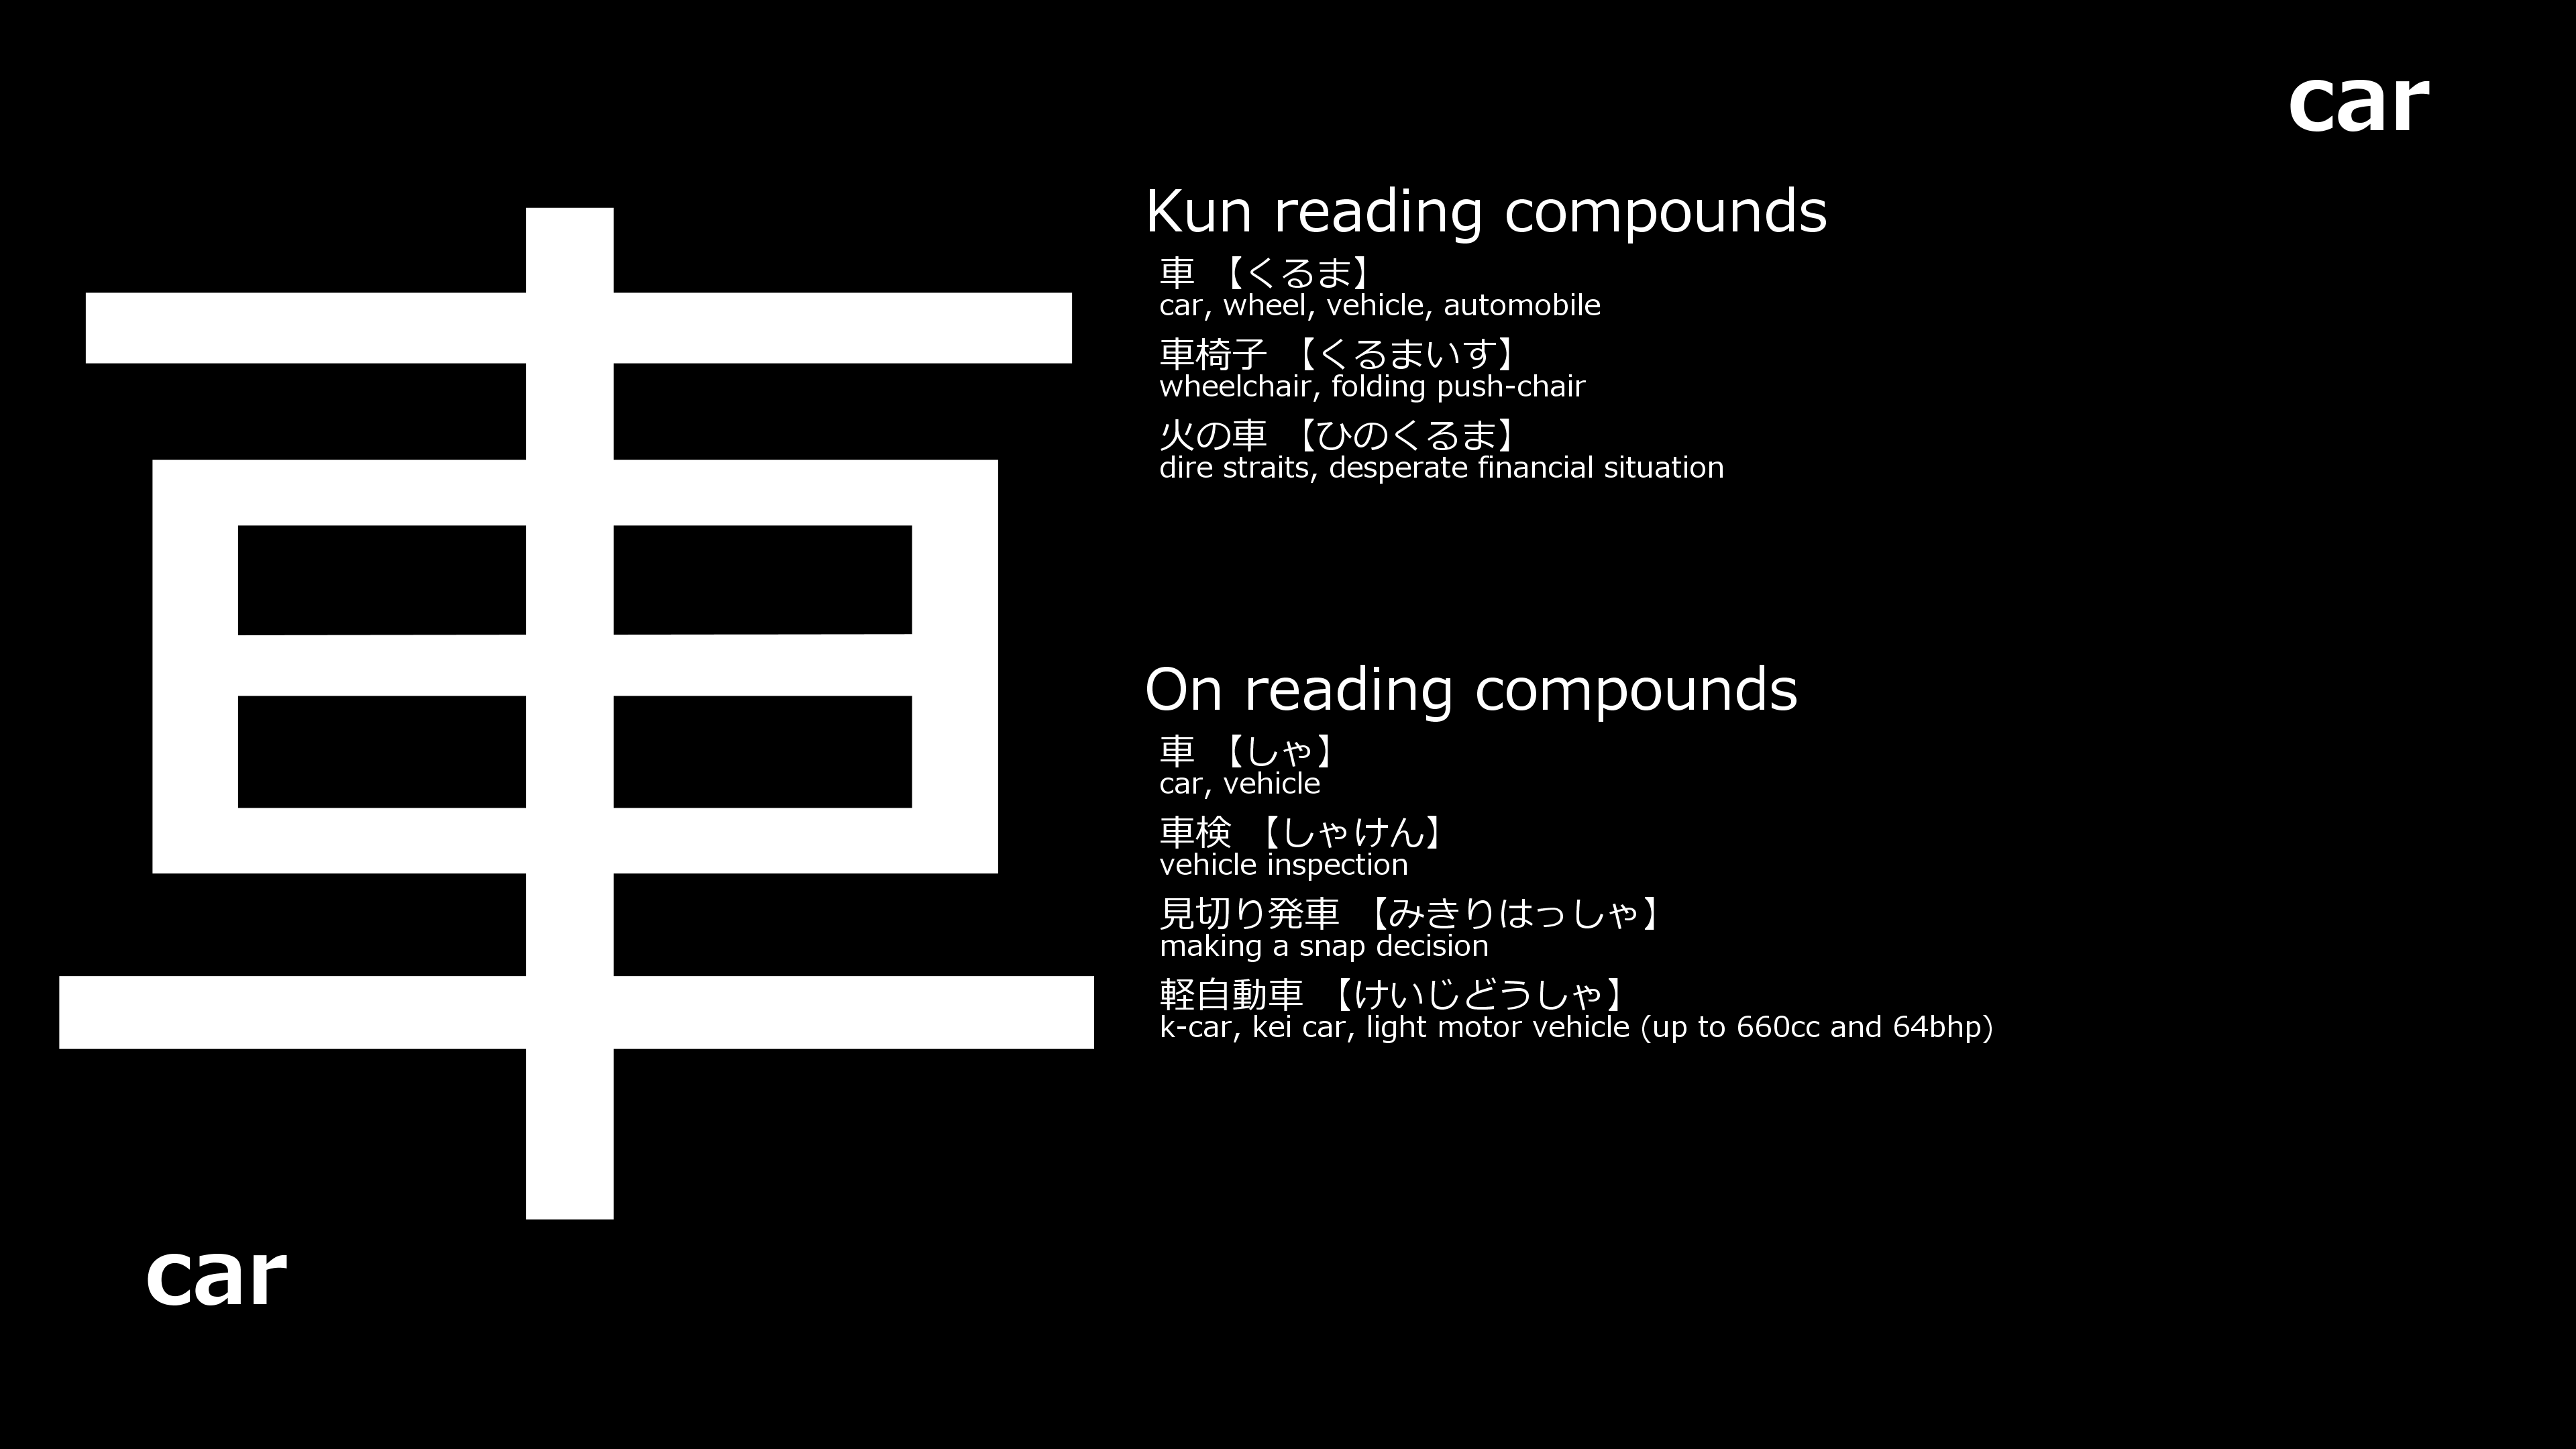 car
車
Kun reading compounds
車 【くるま】
car, wheel, vehicle, automobile
車椅子 【くるまいす】
wheelchair, folding push-chair
火の車 【ひのくるま】
dire straits, desperate financial situation
On reading compounds
車 【しゃ】
car, vehicle
車検 【しゃけん】
vehicle inspection
見切り発車 【みきりはっしゃ】
making a snap decision
軽自動車 【けいじどうしゃ】
k-car, kei car, light motor vehicle (up to 660cc and 64bhp)
car